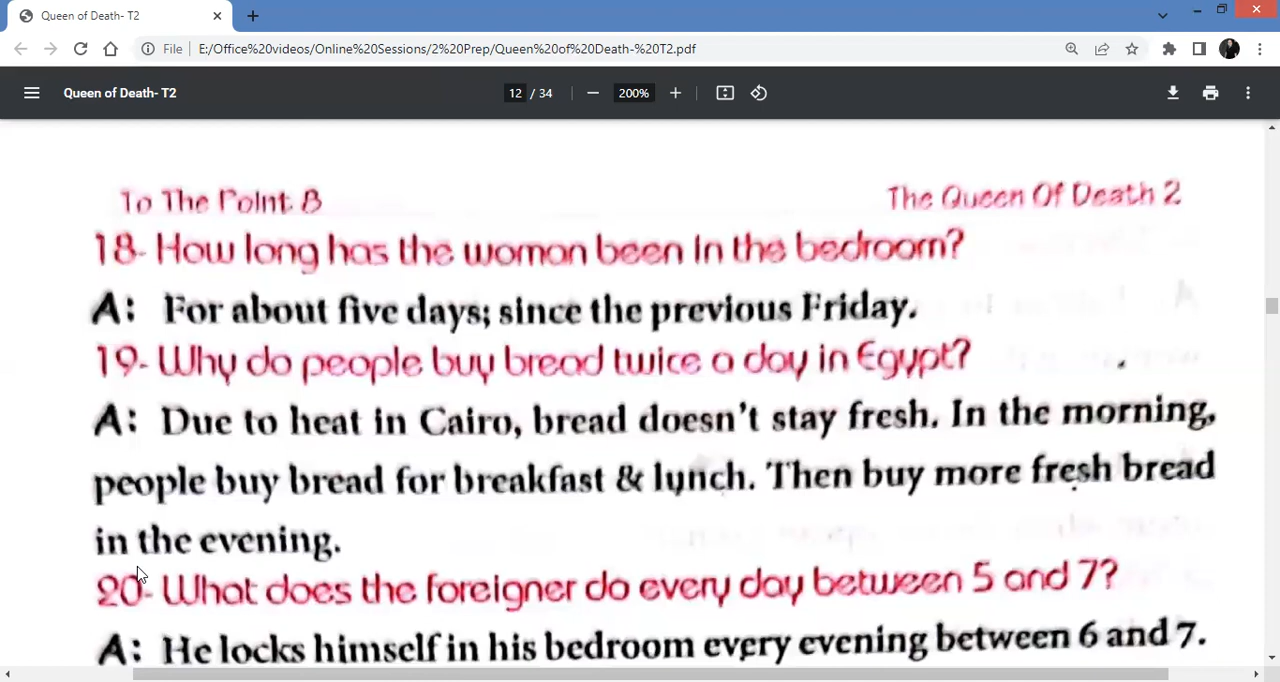 Queen of Death- T2
File E:/Office%20videos/Online%20Sessions/2%20Prep/Queen%20of%20Death-%20T2.pdf
Queen of Death- T2 12 / 34 200%
To The Point B The Queen Of Death 2
18- How long has the woman been in the bedroom?
A: For about five days; since the previous Friday.
19- Why do people buy bread twice a day in Egypt?
A: Due to heat in Cairo, bread doesn't stay fresh. In the morning,
people buy bread for breakfast & lunch. Then buy more fresh bread
in the evening.
20- What does the foreigner do every day between 5 and 7?
A: He locks himself in his bedroom every evening between 6 and 7.